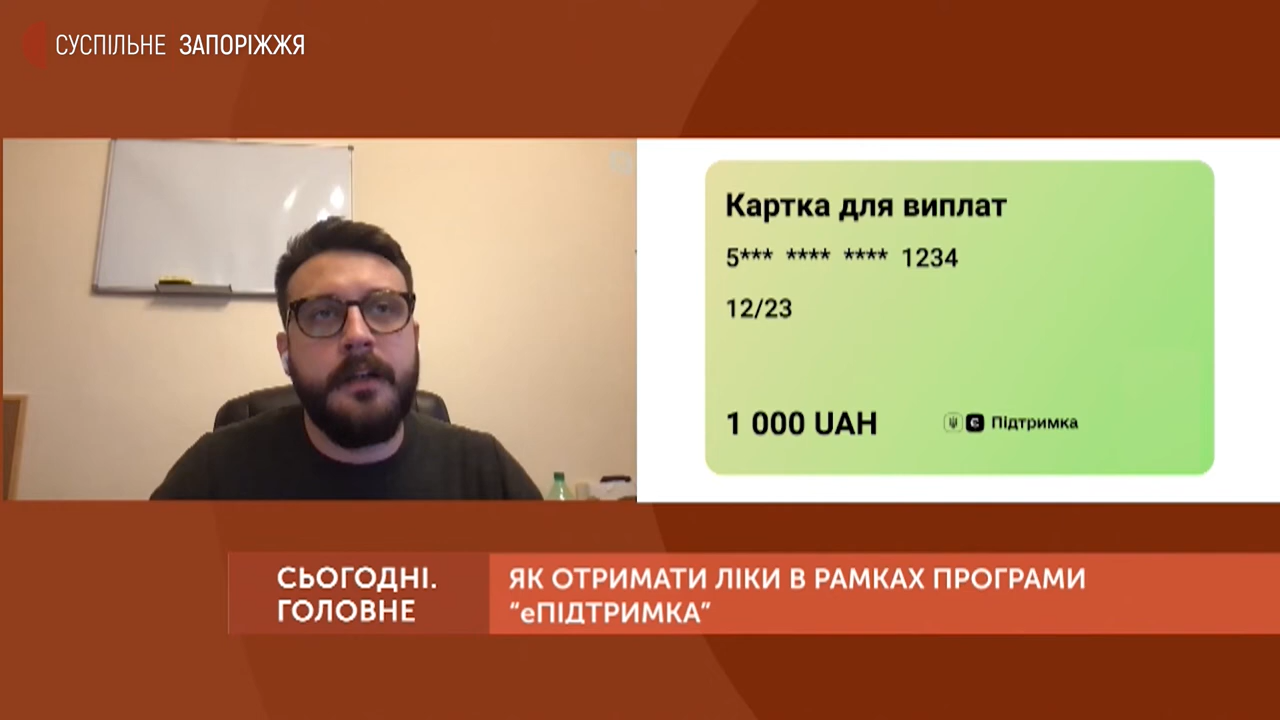 СУСПІЛЬНЕ ЗАПОРІЖЖЯ
Картка для виплат
5*** **** **** 1234
12/23
1 000 UAH
є Підтримка
СЬОГОДНІ.
ГОЛОВНЕ
ЯК ОТРИМАТИ ЛІКИ В РАМКАХ ПРОГРАМИ
“еПІДТРИМКА”